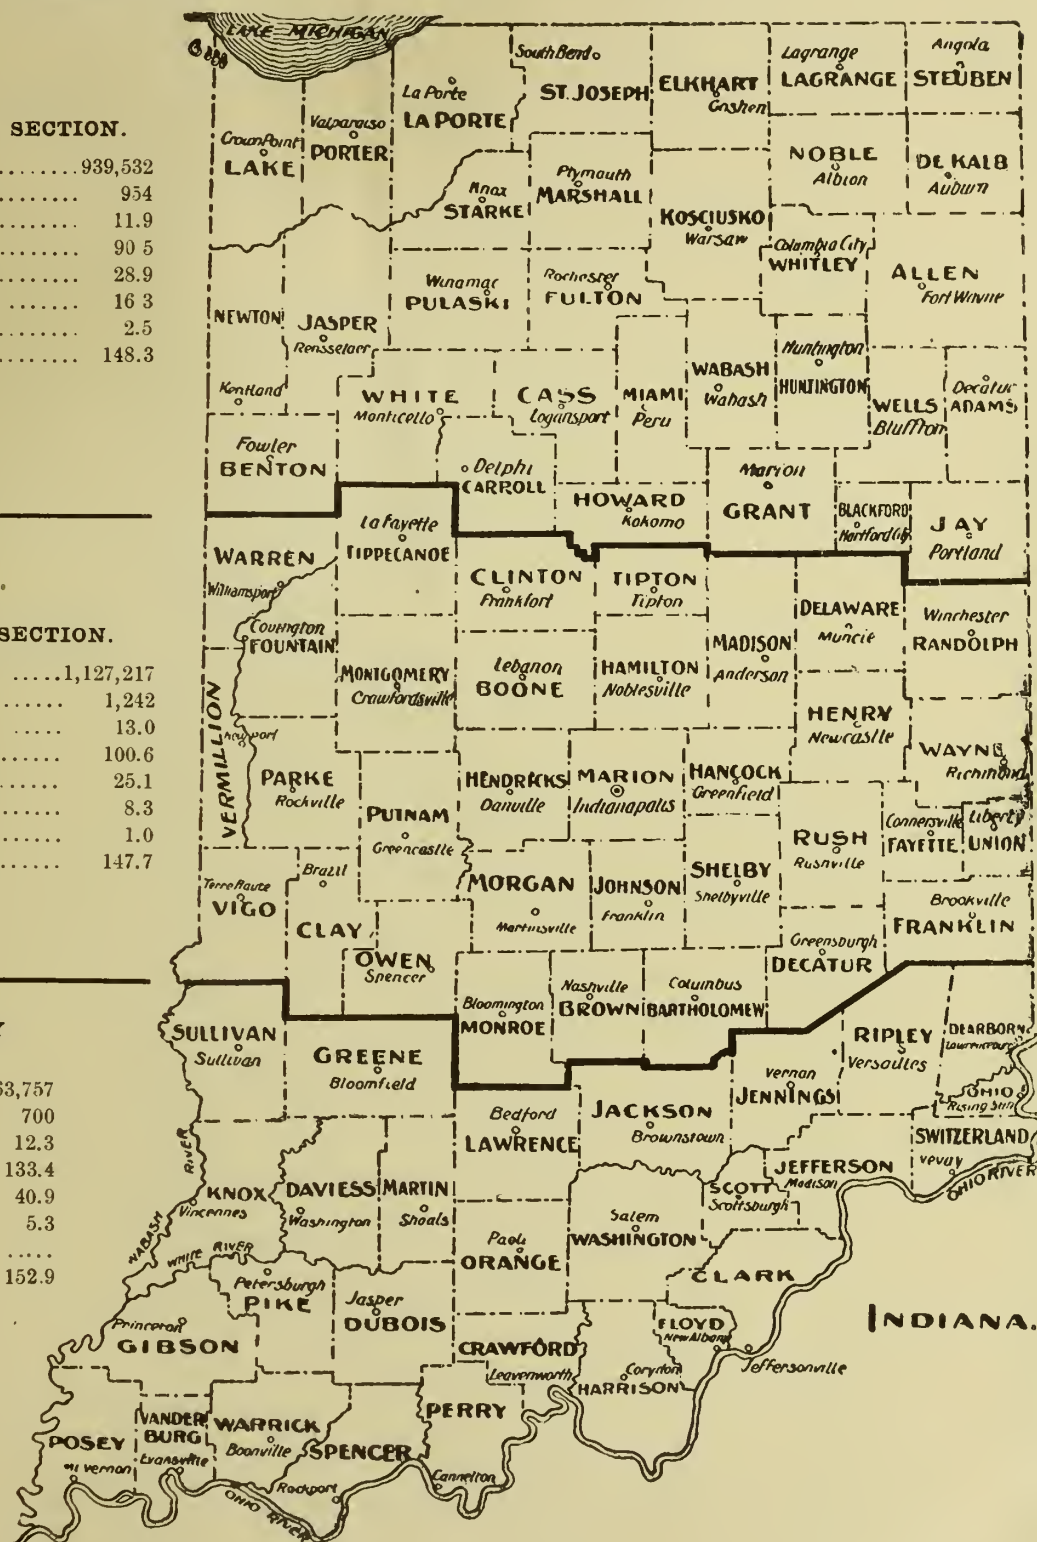 LAKE MICHIGAN
SECTION.
........939,532
........ 954
........ 11.9
........ 90 5
........ 28.9
........ 16 3
........ 2.5
........ 148.3
SECTION.
.....1,127,217
...... 1,242
..... 13.0
...... 100.6
..... 25.1
...... 8.3
..... 1.0
...... 147.7
63,757
700
12.3
133.4
40.9
5.3
.....
152.9
South Bend
ST. JOSEPH
ELKHART
Goshen
Lagrange
LAGRANGE
Angola
STEUBEN
La Porte
LA PORTE
Crown Point
LAKE
Valparaiso
PORTER
Knox
STARKE
Plymouth
MARSHALL
NOBLE
Albion
DE KALB
Auburn
KOSCIUSKO
Warsaw
Columbia City
WHITLEY
ALLEN
Fort Wayne
NEWTON
Kentland
JASPER
Rensselaer
Winamac
PULASKI
Rochester
FULTON
WHITE
Monticello
CASS
Logansport
MIAMI
Peru
WABASH
Wabash
Huntington
HUNTINGTON
WELLS
Bluffton
Decatur
ADAMS
Fowler
BENTON
Delphi
CARROLL
HOWARD
Kokomo
Marion
GRANT
BLACKFORD
Hartford City
JAY
Portland
WARREN
Williamsport
La Fayette
TIPPECANOE
CLINTON
Frankfort
TIPTON
Tipton
DELAWARE
Muncie
Winchester
RANDOLPH
Covington
FOUNTAIN
MONTGOMERY
Crawfordsville
Lebanon
BOONE
HAMILTON
Noblesville
MADISON
Anderson
HENRY
Newcastle
WAYNE
Richmond
VERMILLION
Newport
PARKE
Rockville
PUTNAM
Greencastle
HENDRICKS
Danville
MARION
Indianapolis
HANCOCK
Greenfield
RUSH
Rushville
Connersville
FAYETTE
Liberty
UNION
Terre Haute
VIGO
Brazil
CLAY
OWEN
Spencer
MORGAN
Martinsville
JOHNSON
Franklin
SHELBY
Shelbyville
Greensburgh
DECATUR
Brookville
FRANKLIN
SULLIVAN
Sullivan
GREENE
Bloomfield
Bloomington
MONROE
Nashville
BROWN
Columbus
BARTHOLOMEW
Vernon
JENNINGS
RIPLEY
Versailles
DEARBORN
Lawrenceburg
OHIO
Rising Sun
Bedford
LAWRENCE
JACKSON
Brownstown
JEFFERSON
Madison
SWITZERLAND
Vevay
OHIO RIVER
SCOTT
Scottsburgh
WABASH RIVER
KNOX
Vincennes
DAVIESS
Washington
MARTIN
Shoals
Paoli
ORANGE
Salem
WASHINGTON
CLARK
WHITE RIVER
Petersburgh
PIKE
Jasper
DUBOIS
CRAWFORD
Leavenworth
FLOYD
New Albany
Jeffersonville
Corydon
HARRISON
INDIANA.
Princeton
GIBSON
POSEY
Mt Vernon
VANDER
BURG
Evansville
WARRICK
Boonville
SPENCER
Rockport
PERRY
Cannelton
OHIO RIVER